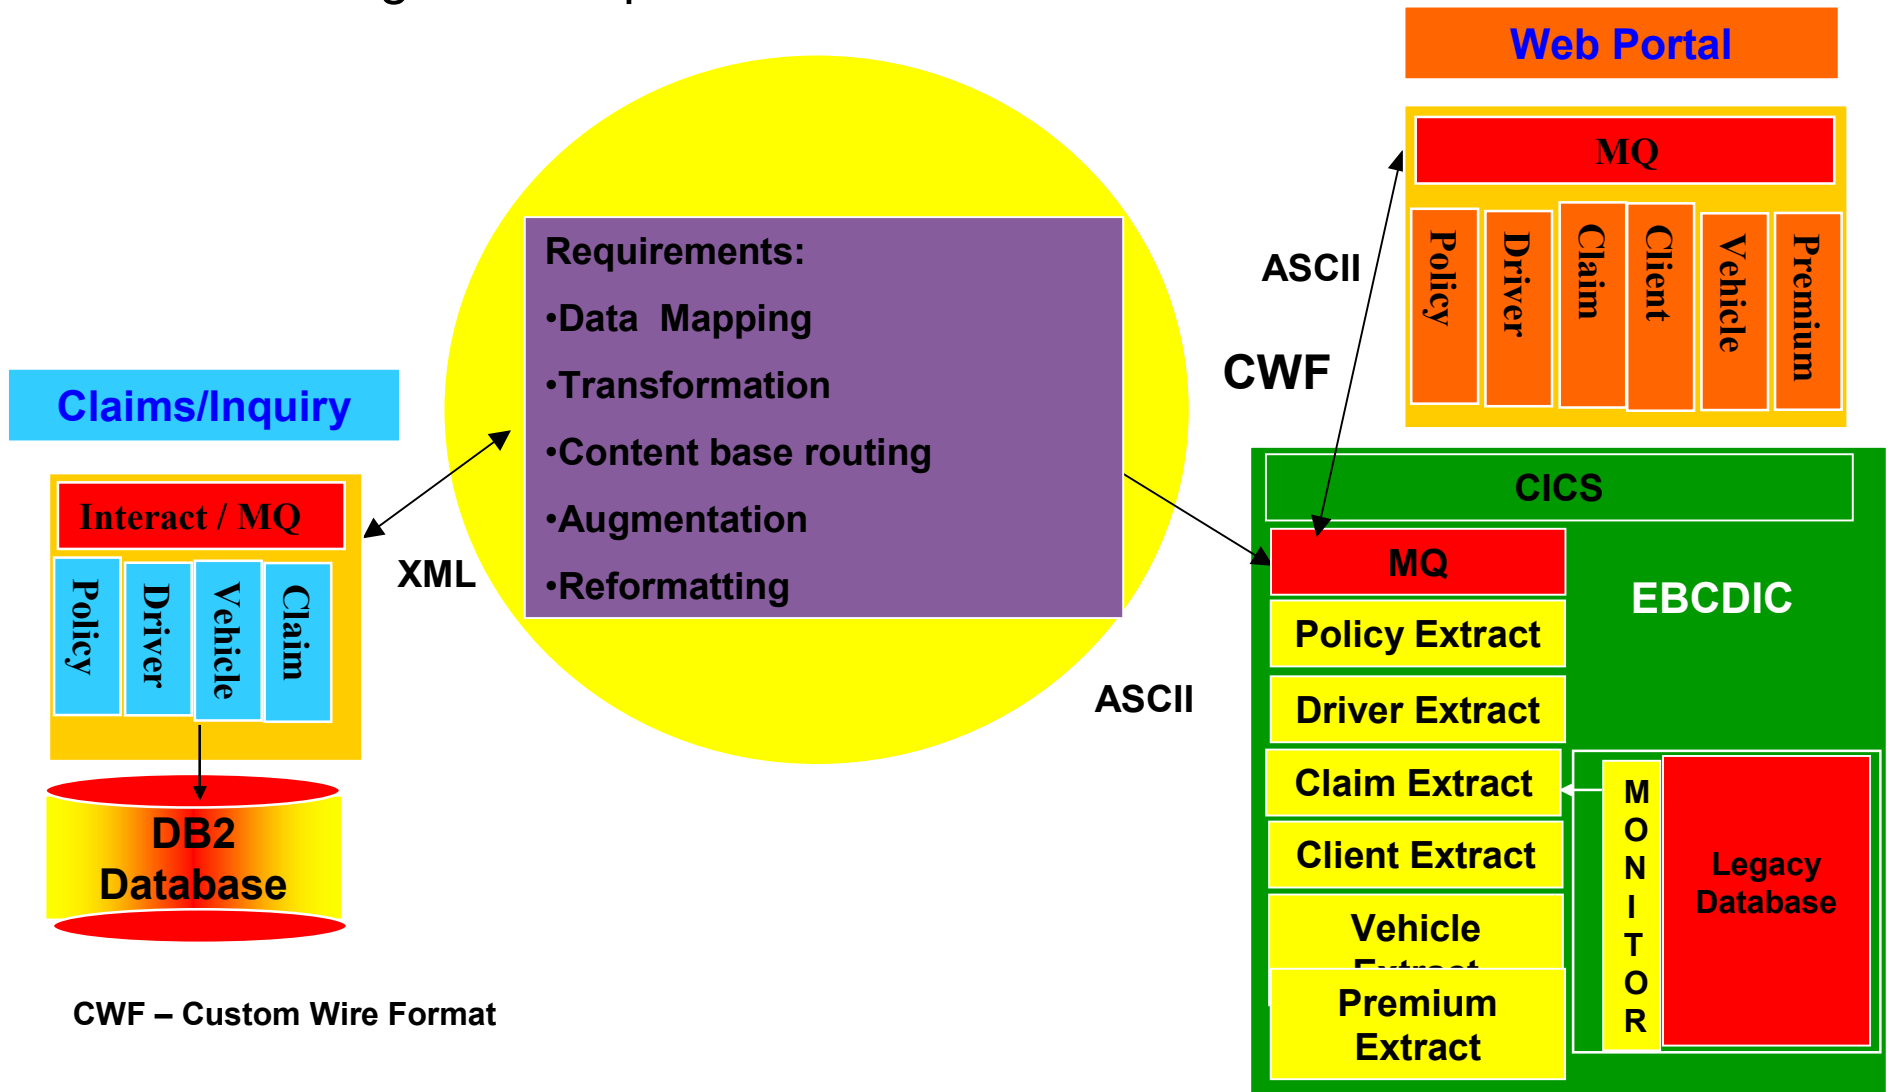 Web Portal
MQ
Policy
Driver
Claim
Client
Vehicle
Premium
ASCII
CWF
Requirements:
•Data Mapping
•Transformation
•Content base routing
•Augmentation
•Reformatting
Claims/Inquiry
Interact / MQ
Policy
Driver
Vehicle
Claim
XML
DB2
Database
CWF – Custom Wire Format
ASCII
CICS
MQ
EBCDIC
Policy Extract
Driver Extract
Claim Extract
Client Extract
Vehicle
Extract
Premium
Extract
MONITOR
Legacy
Database